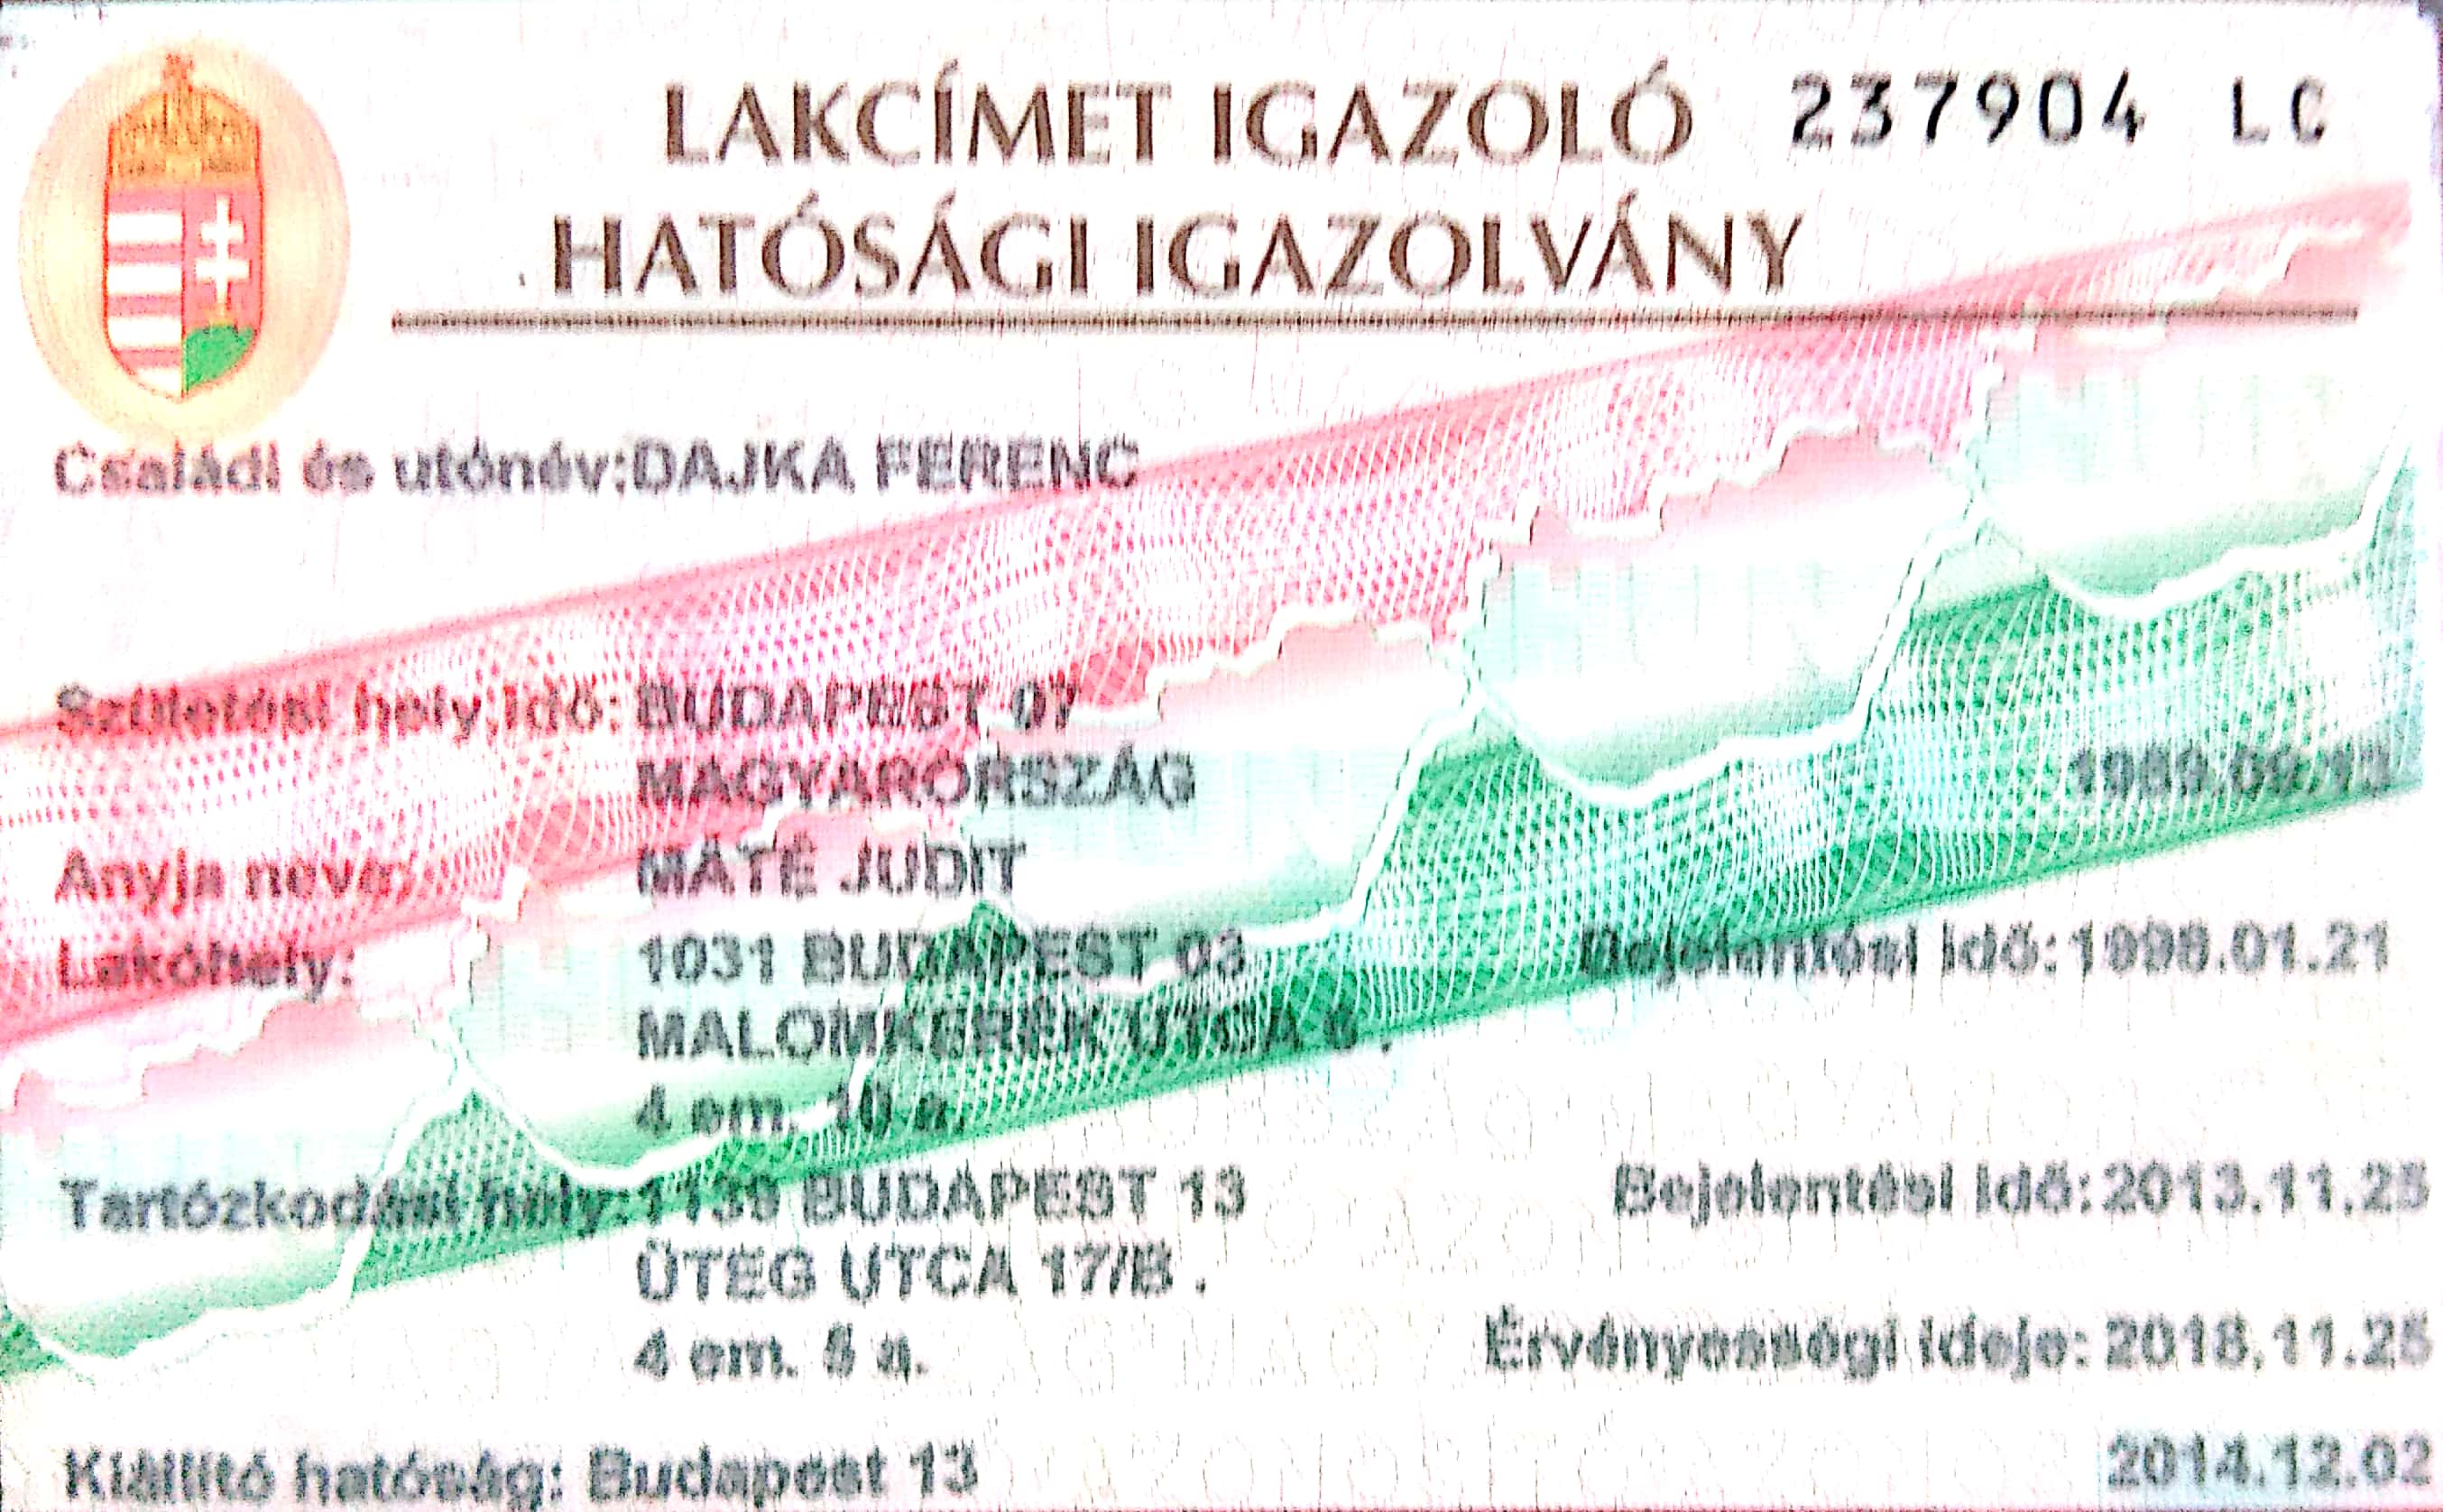 LAKCÍMET IGAZOLÓ 237904 LC
HATÓSÁGI IGAZOLVÁNY
Családi és utónév: DAJKA FERENC
Születési hely,idő: BUDAPEST 07
MAGYARORSZÁG
1989.09.13
Anyja neve: MÁTÉ JUDIT
Lakóhely: 1031 BUDAPEST 03 Bejelentési idő: 1998.01.21
MALOMKERÉK UTCA .
4 em. 10 a.
Tartózkodási hely: 1139 BUDAPEST 13 Bejelentési idő: 2013.11.25
ÜTEG UTCA 17/B .
4 em. 5 a. Érvényességi ideje: 2018.11.25
Kiállító hatóság: Budapest 13 2014.12.02